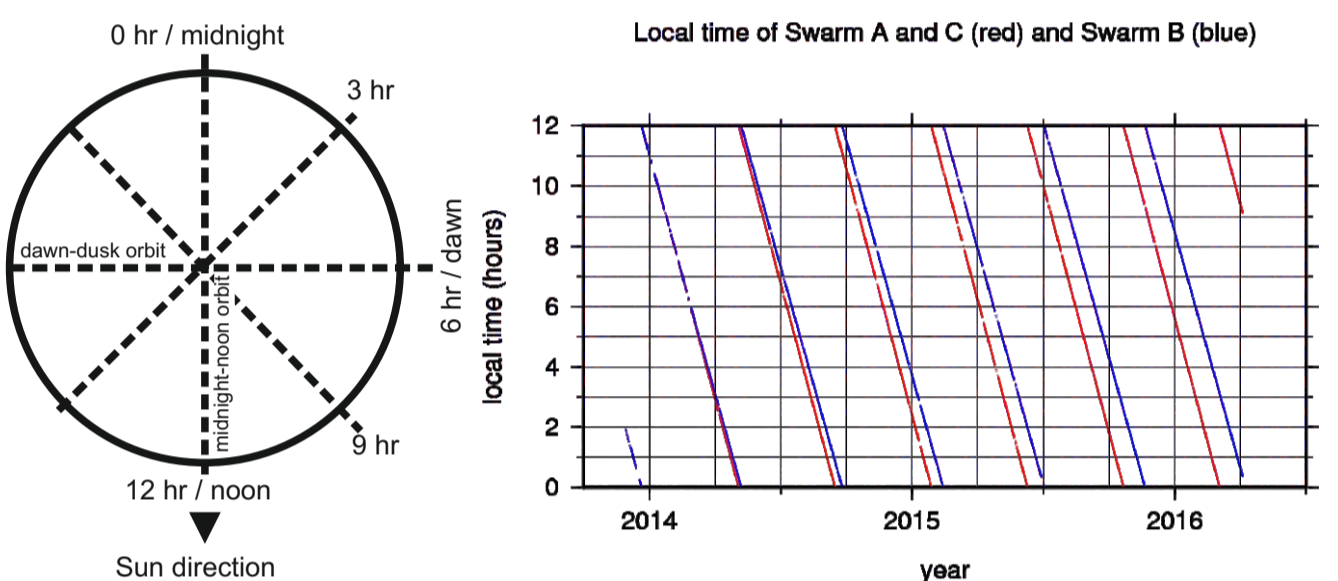 0 hr / midnight
3 hr
dawn-dusk orbit
midnight-noon orbit
6 hr / dawn
9 hr
12 hr / noon
Sun direction
Local time of Swarm A and C (red) and Swarm B (blue)
local time (hours)
12
10
8
6
4
2
0
2014 2015 2016
year